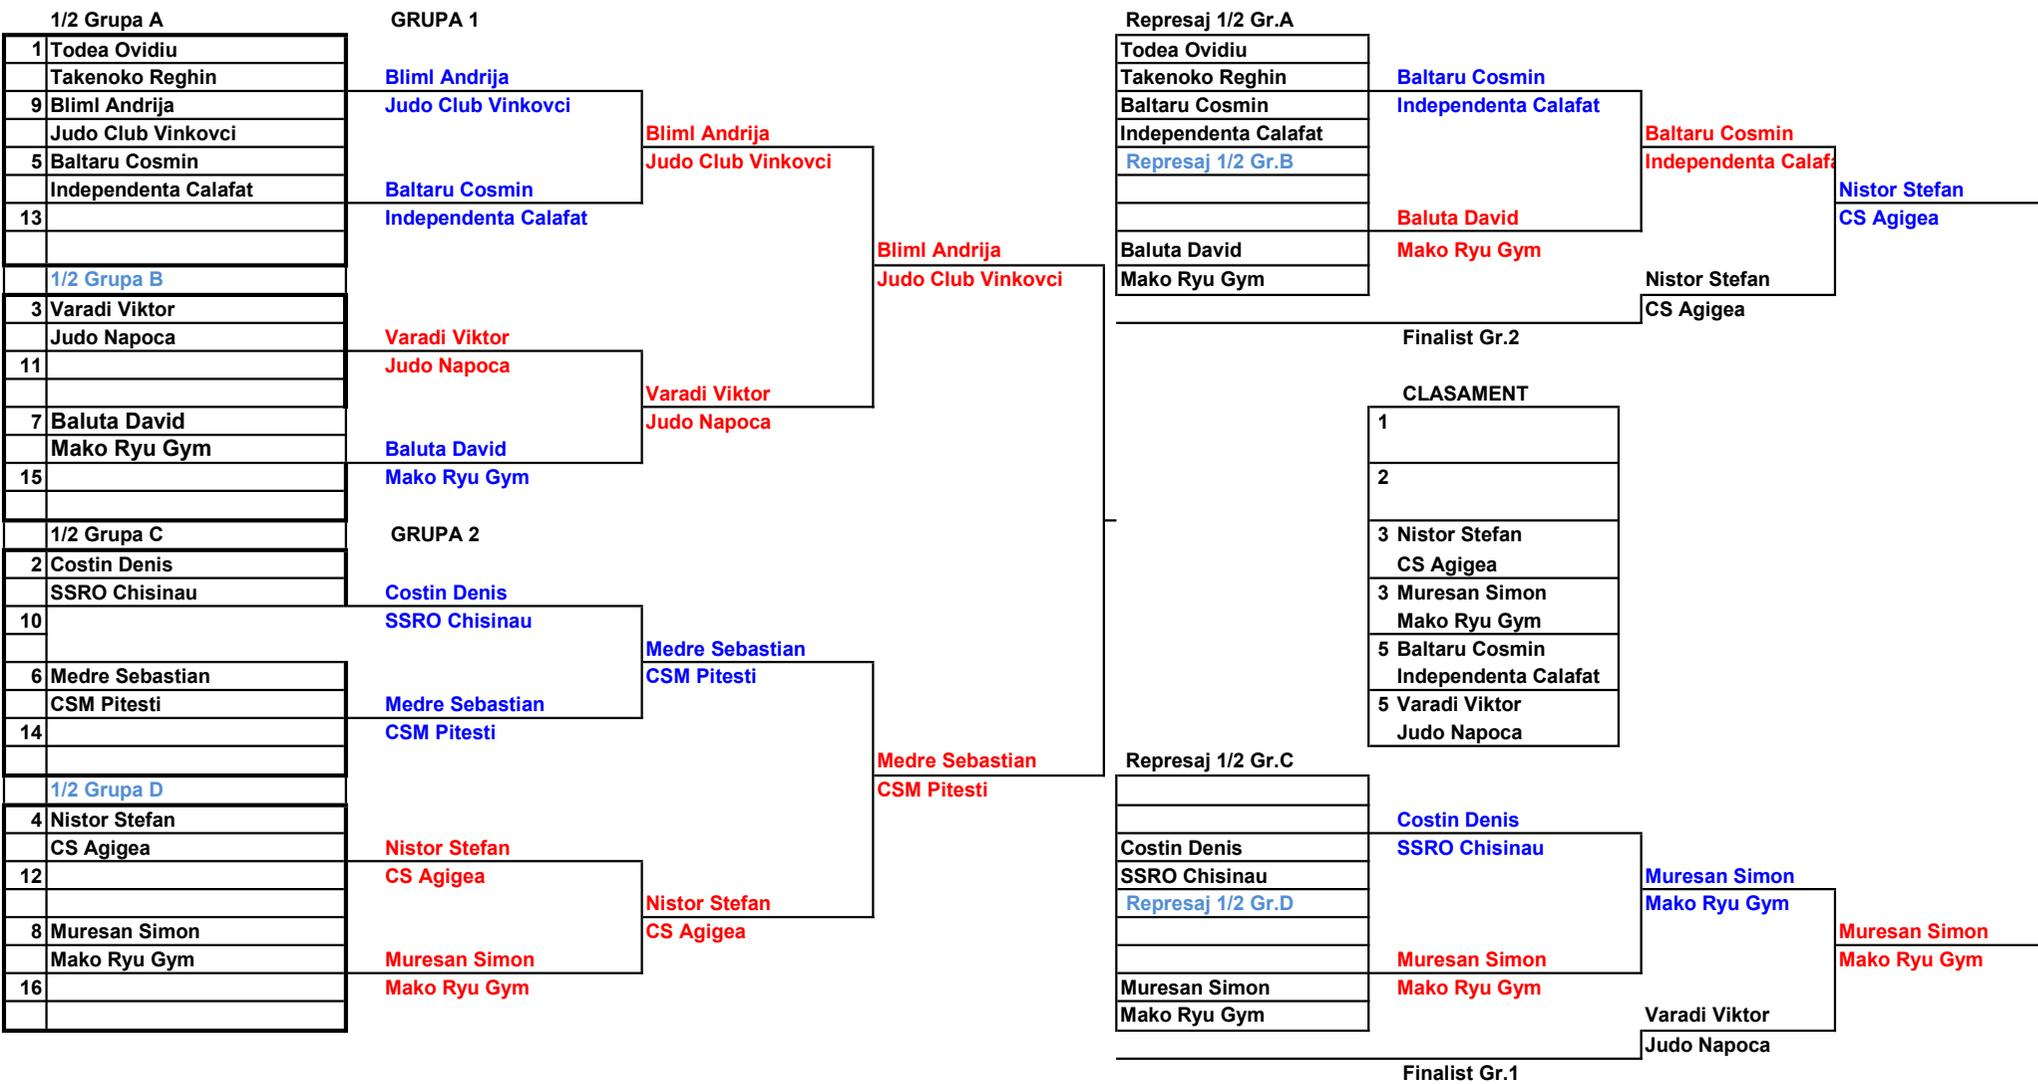 1/2 Grupa A
GRUPA 1
1 Todea Ovidiu
Takenoko Reghin
9 Bliml Andrija
Judo Club Vinkovci
5 Baltaru Cosmin
Independenta Calafat
13
1/2 Grupa B
3 Varadi Viktor
Judo Napoca
11
7 Baluta David
Mako Ryu Gym
15
Bliml Andrija
Judo Club Vinkovci
Baltaru Cosmin
Independenta Calafat
Varadi Viktor
Judo Napoca
Baluta David
Mako Ryu Gym
Bliml Andrija
Judo Club Vinkovci
Varadi Viktor
Judo Napoca
Bliml Andrija
Judo Club Vinkovci
1/2 Grupa C
GRUPA 2
2 Costin Denis
SSRO Chisinau
10
6 Medre Sebastian
CSM Pitesti
14
1/2 Grupa D
4 Nistor Stefan
CS Agigea
12
8 Muresan Simon
Mako Ryu Gym
16
Costin Denis
SSRO Chisinau
Medre Sebastian
CSM Pitesti
Nistor Stefan
CS Agigea
Muresan Simon
Mako Ryu Gym
Medre Sebastian
CSM Pitesti
Nistor Stefan
CS Agigea
Medre Sebastian
CSM Pitesti
Represaj 1/2 Gr.A
Todea Ovidiu
Takenoko Reghin
Baltaru Cosmin
Independenta Calafat
Represaj 1/2 Gr.B
Baluta David
Mako Ryu Gym
Baltaru Cosmin
Independenta Calafat
Baluta David
Mako Ryu Gym
Baltaru Cosmin
Independenta Calafa
Nistor Stefan
CS Agigea
Nistor Stefan
CS Agigea
Finalist Gr.2
CLASAMENT
1
2
3 Nistor Stefan
CS Agigea
3 Muresan Simon
Mako Ryu Gym
5 Baltaru Cosmin
Independenta Calafat
5 Varadi Viktor
Judo Napoca
Represaj 1/2 Gr.C
Costin Denis
SSRO Chisinau
Represaj 1/2 Gr.D
Muresan Simon
Mako Ryu Gym
Costin Denis
SSRO Chisinau
Muresan Simon
Mako Ryu Gym
Muresan Simon
Mako Ryu Gym
Varadi Viktor
Judo Napoca
Muresan Simon
Mako Ryu Gym
Finalist Gr.1